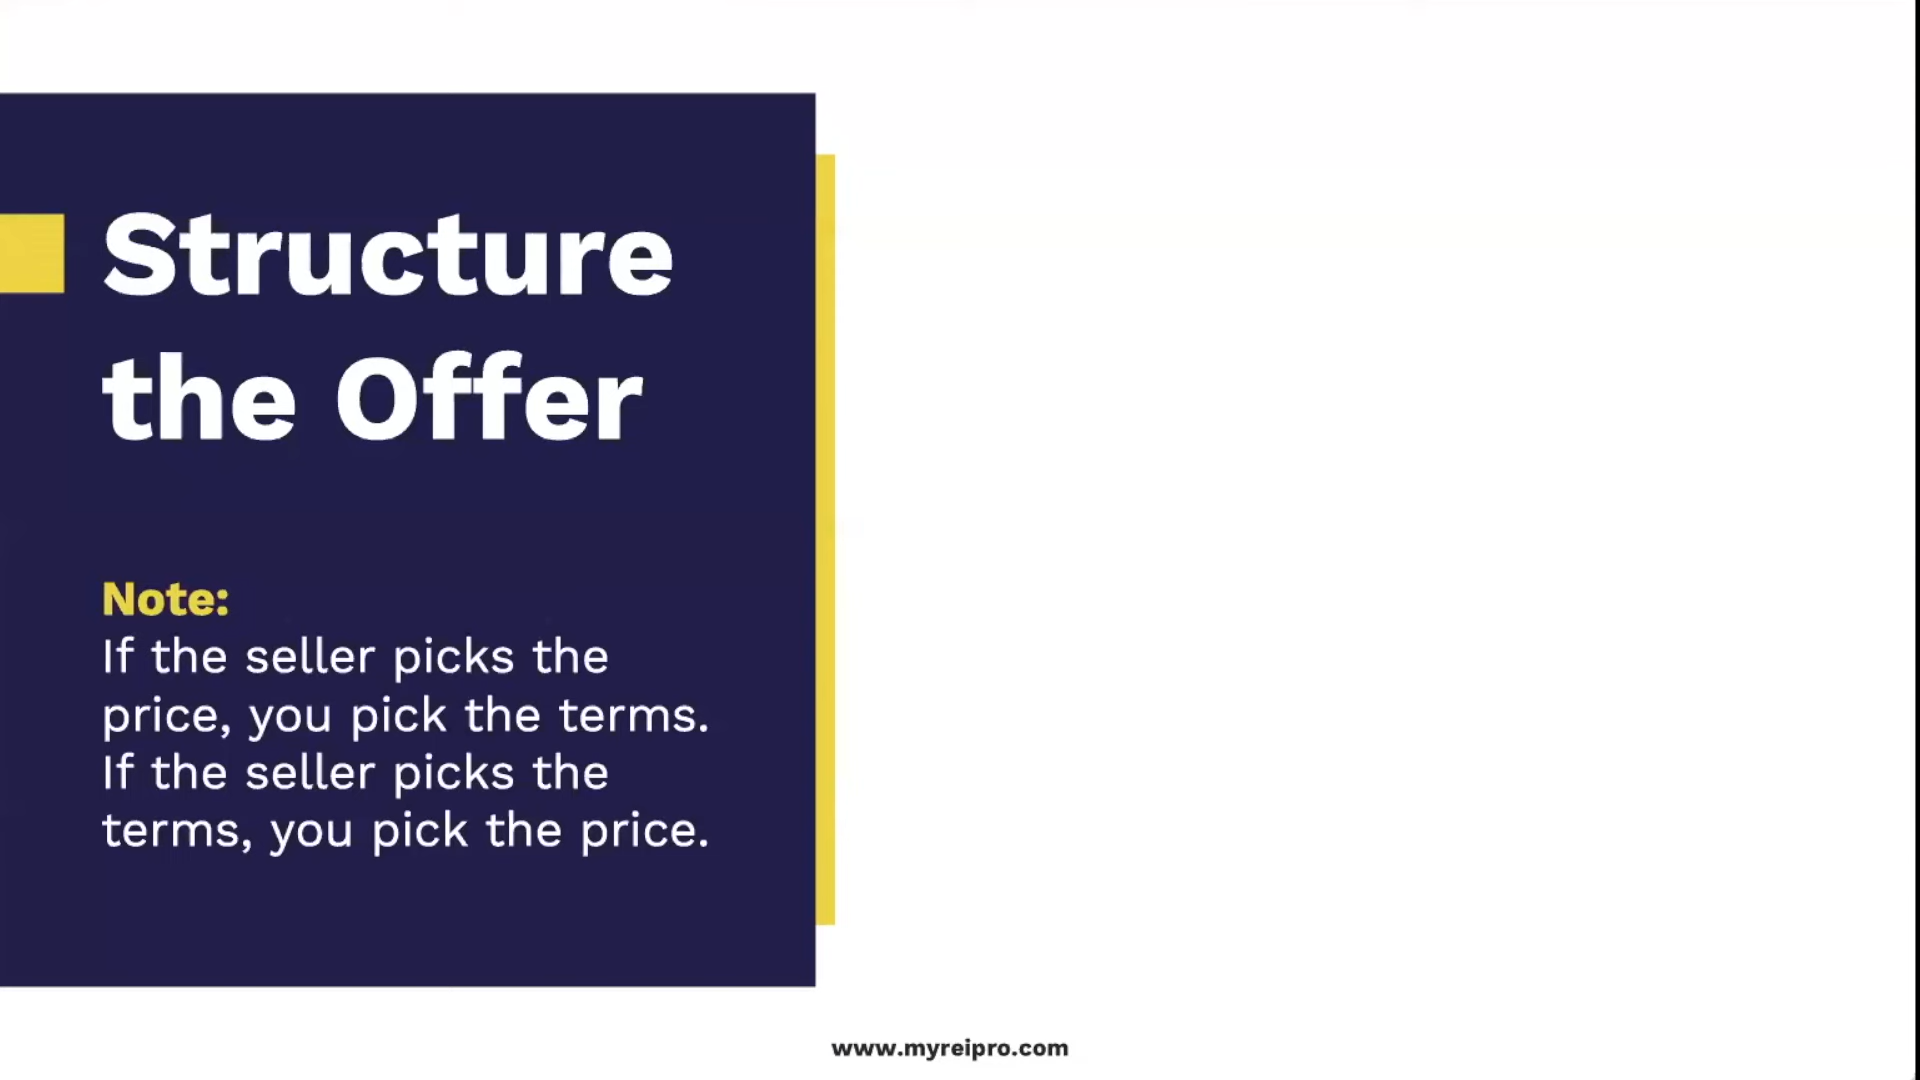 Structure
the Offer
Note:
If the seller picks the
price, you pick the terms.
If the seller picks the
terms, you pick the price.
www.myreipro.com